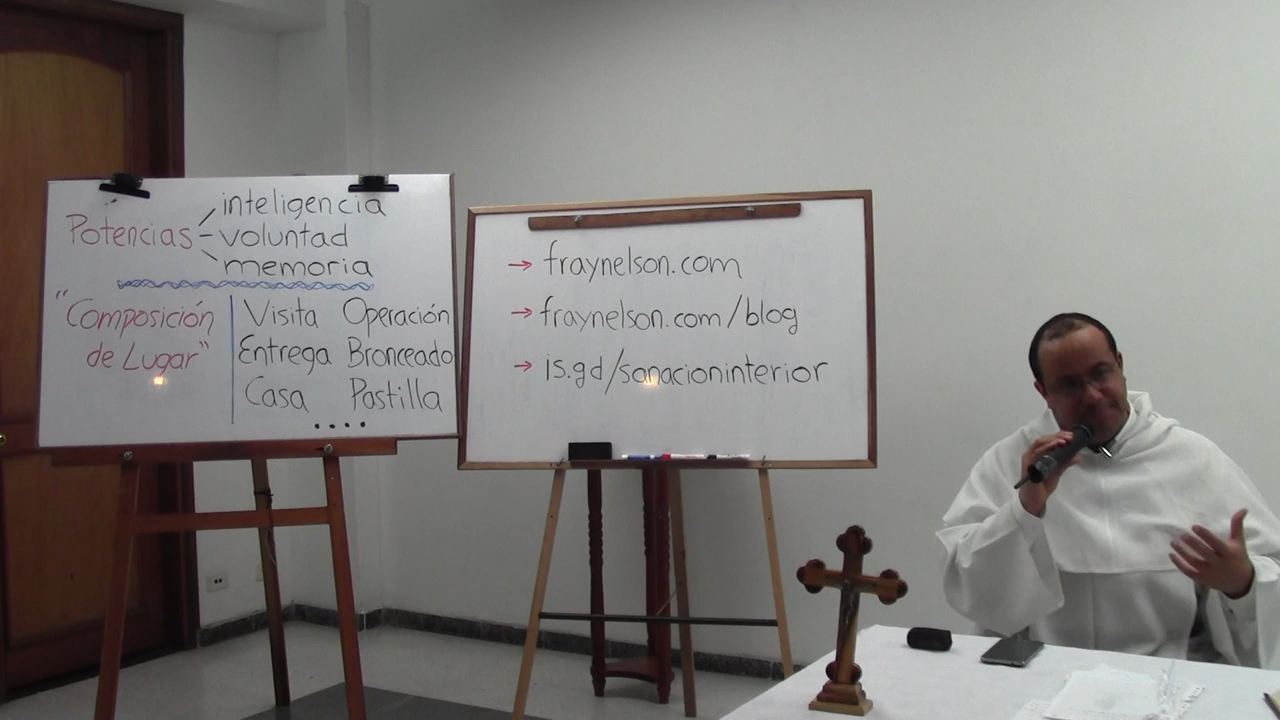 Potencias
inteligencia
voluntad
memoria
"Composición
de Lugar"
Visita Operación
Entrega Bronceado
Casa Pastilla
....
→ fraynelson.com
→ fraynelson.com/blog
→ is.gd/sanacioninterior